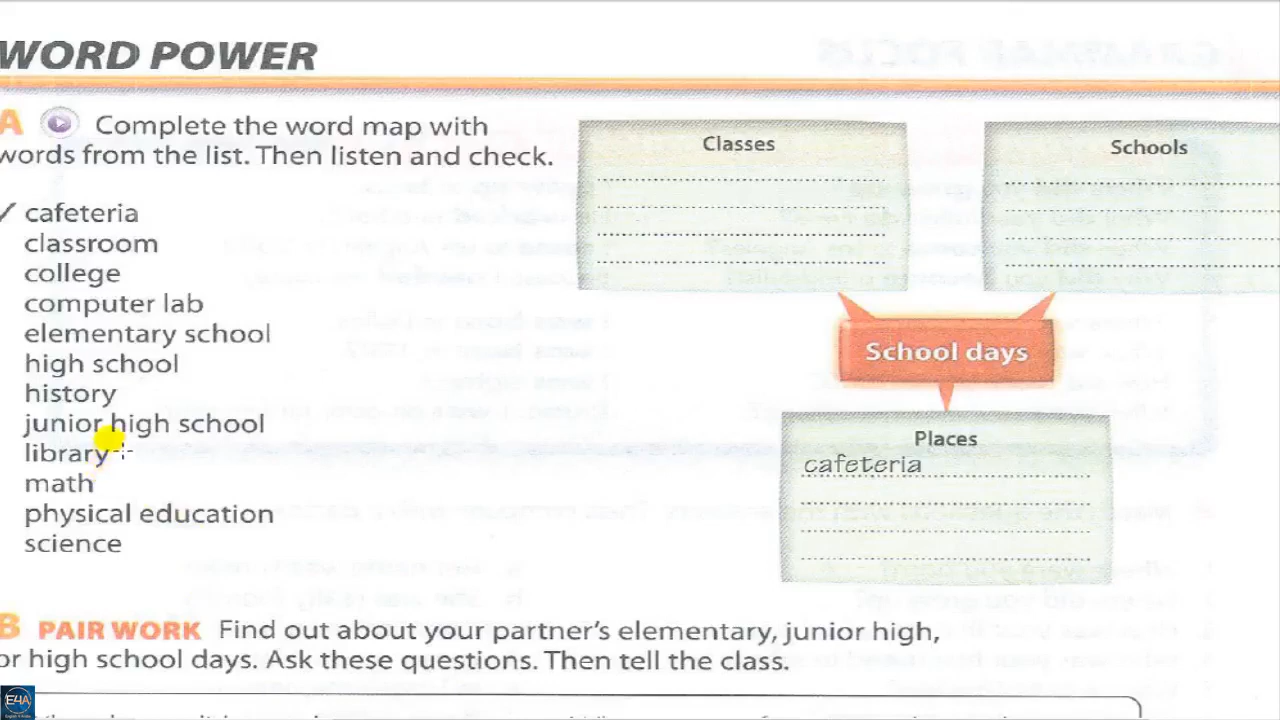 WORD POWER
A Complete the word map with
words from the list. Then listen and check.
✓ cafeteria
classroom
college
computer lab
elementary school
high school
history
junior high school
library
math
physical education
science
Classes
Schools
School days
Places
cafeteria
B PAIR WORK Find out about your partner's elementary, junior high,
or high school days. Ask these questions. Then tell the class.
E4A